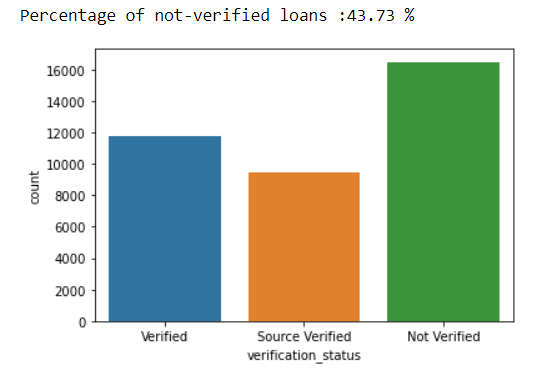 Percentage of not-verified loans :43.73 %
16000
14000
12000
10000
8000
6000
4000
2000
0
count
Verified
Source Verified
Not Verified
verification_status